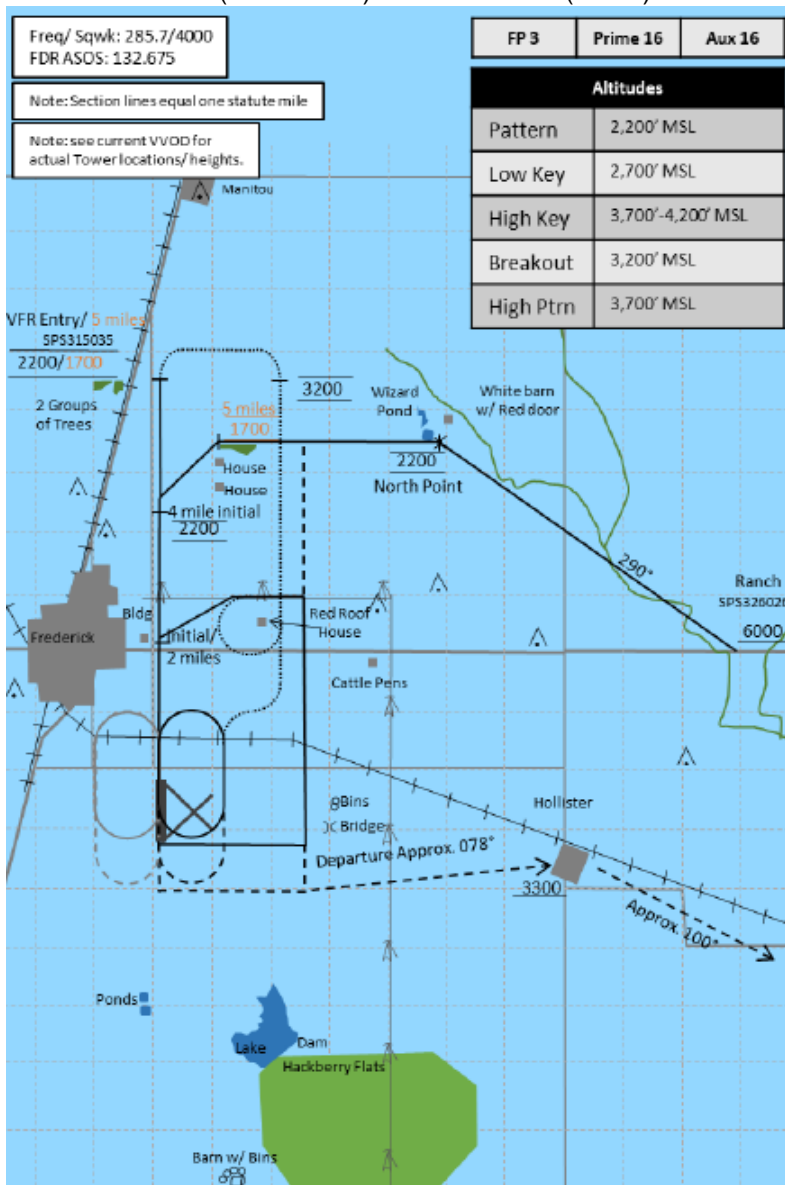 Freq/ Sqwk: 285.7/4000
FDR ASOS: 132.675
Note: Section lines equal one statute mile
Note: see current VVOD for
actual Tower locations/ heights.
FP 3
Prime 16
Aux 16
Altitudes
Pattern
2,200' MSL
Low Key
2,700' MSL
High Key
3,700'-4,200' MSL
Breakout
3,200' MSL
High Ptrn
3,700' MSL
Manitou
VFR Entry/ 5 miles
SPS315035
2200/1700
2 Groups
of Trees
3200
5 miles
1700
House
House
4 mile initial
2200
Wizard
Pond
White barn
w/ Red door
2200
North Point
290°
Ranch
6000
Bldg
Red Roof
House
Frederick
Initial/
2 miles
Cattle Pens
Bins
Bridge
Hollister
Departure Approx. 078°
3300
Approx. 100°
Ponds
Lake
Dam
Hackberry Flats
Barn w/ Bins